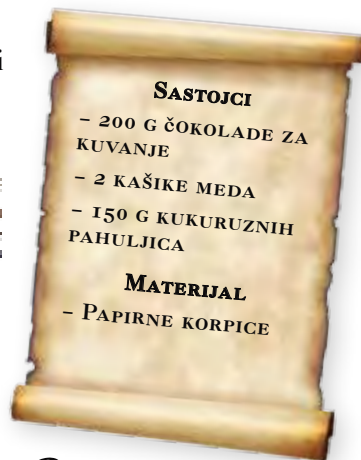 Sastojci
– 200 g čokolade za
kuvanje
– 2 kašike meda
– 150 g kukuruznih
pahuljica
Materijal
– Papirne korpice